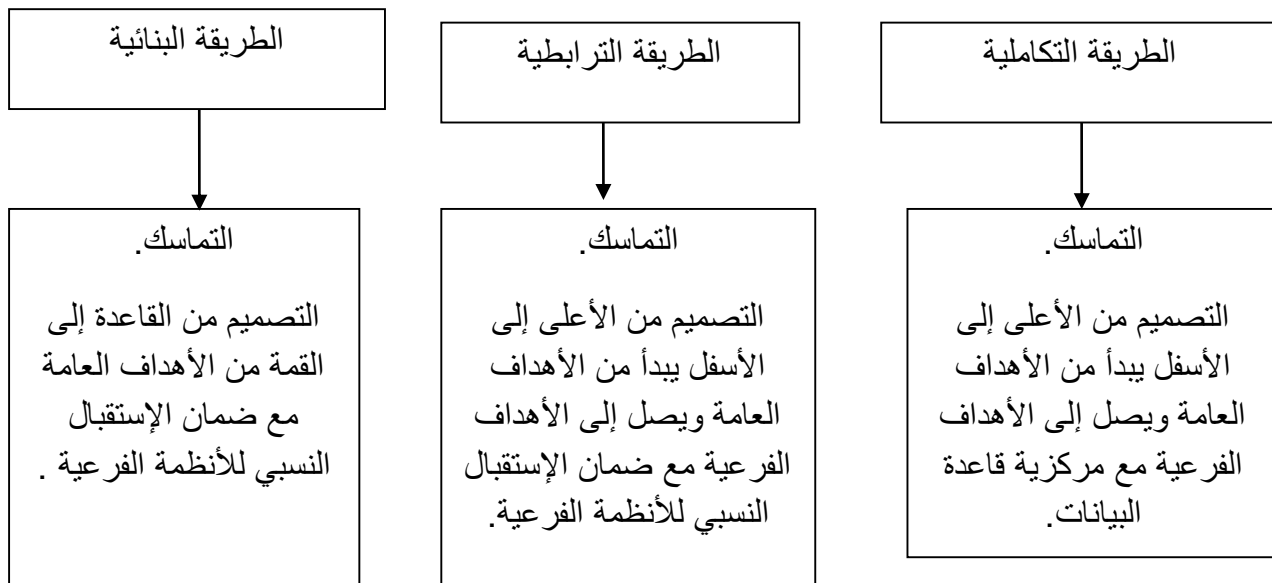 الطريقة التكاملية
الطريقة الترابطية
الطريقة البنائية
التماسك.
التصميم من الأعلى إلى
الأسفل يبدأ من الأهداف
العامة ويصل إلى الأهداف
الفرعية مع مركزية قاعدة
البيانات.
التماسك.
التصميم من الأعلى إلى
الأسفل يبدأ من الأهداف
العامة ويصل إلى الأهداف
الفرعية مع ضمان الإستقبال
النسبي للأنظمة الفرعية.
التماسك.
التصميم من القاعدة إلى
القمة من الأهداف العامة
مع ضمان الإستقبال
النسبي للأنظمة الفرعية .